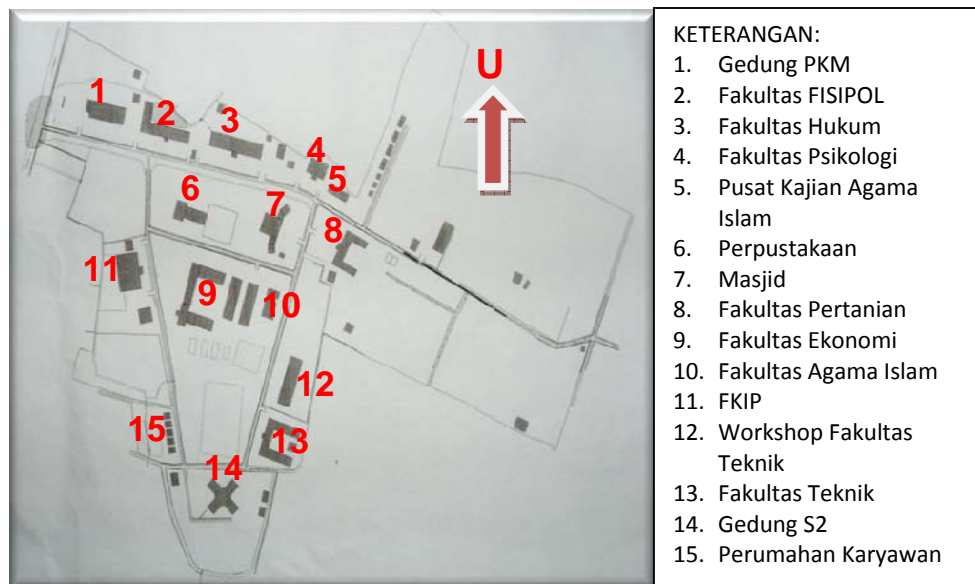 U
1
2
3
4
5
6
7
8
11
9
10
12
15
13
14
KETERANGAN:
1. Gedung PKM
2. Fakultas FISIPOL
3. Fakultas Hukum
4. Fakultas Psikologi
5. Pusat Kajian Agama
Islam
6. Perpustakaan
7. Masjid
8. Fakultas Pertanian
9. Fakultas Ekonomi
10. Fakultas Agama Islam
11. FKIP
12. Workshop Fakultas
Teknik
13. Fakultas Teknik
14. Gedung S2
15. Perumahan Karyawan